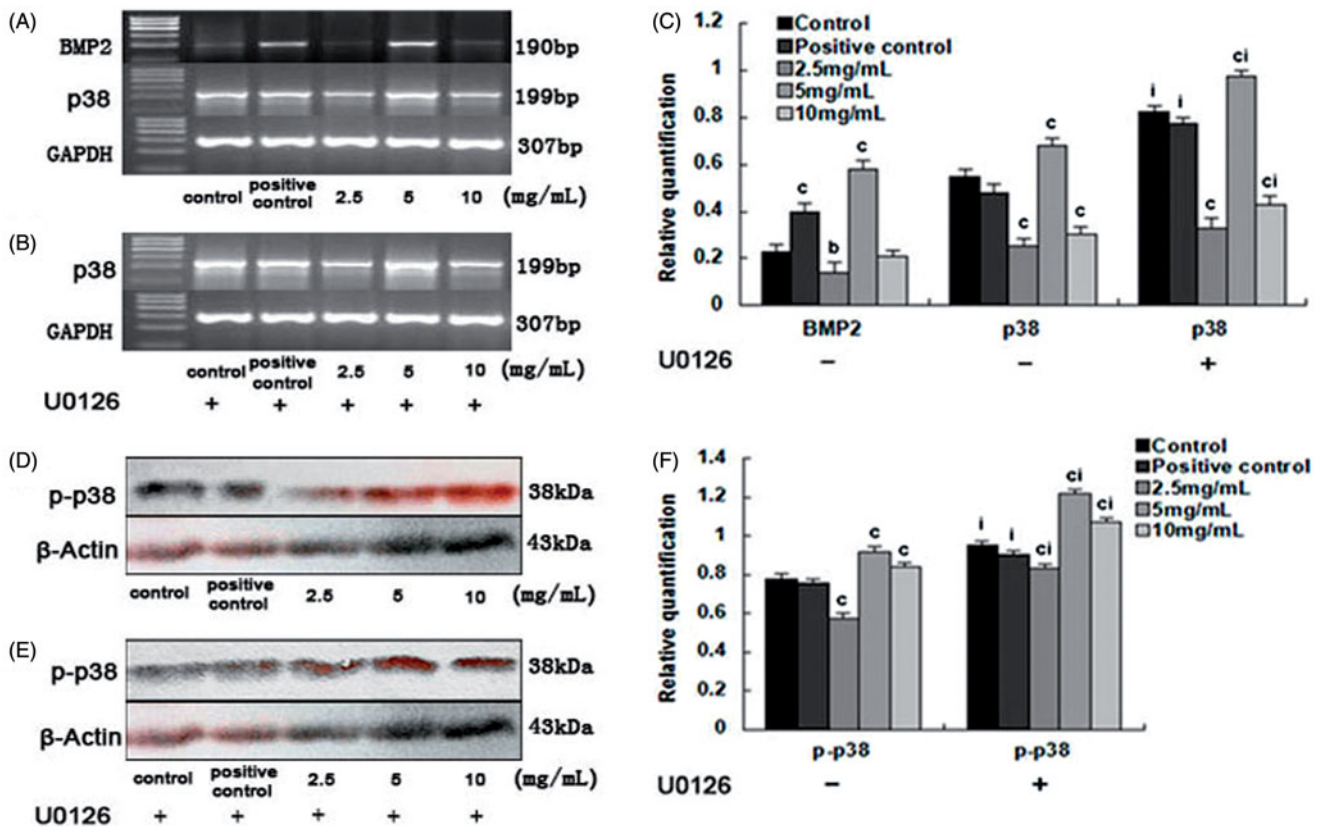 (A)
BMP2 190bp
p38 199bp
GAPDH 307bp
control positive control 2.5 5 10 (mg/mL)
(B)
p38 199bp
GAPDH 307bp
control positive control 2.5 5 10 (mg/mL)
U0126 + + + + +
(C)
Control
Positive control
2.5mg/mL
5mg/mL
10mg/mL
Relative quantification
1.2
1
0.8
0.6
0.4
0.2
0
c b c
c c c
i i c ci ci
BMP2 p38 p38
U0126 – – +
(D)
p-p38 38kDa
β-Actin 43kDa
control positive control 2.5 5 10 (mg/mL)
(E)
p-p38 38kDa
β-Actin 43kDa
control positive control 2.5 5 10 (mg/mL)
U0126 + + + + +
(F)
Control
Positive control
2.5mg/mL
5mg/mL
10mg/mL
Relative quantification
1.4
1.2
1
0.8
0.6
0.4
0.2
0
c c c
i i ci ci ci
p-p38 p-p38
U0126 – +